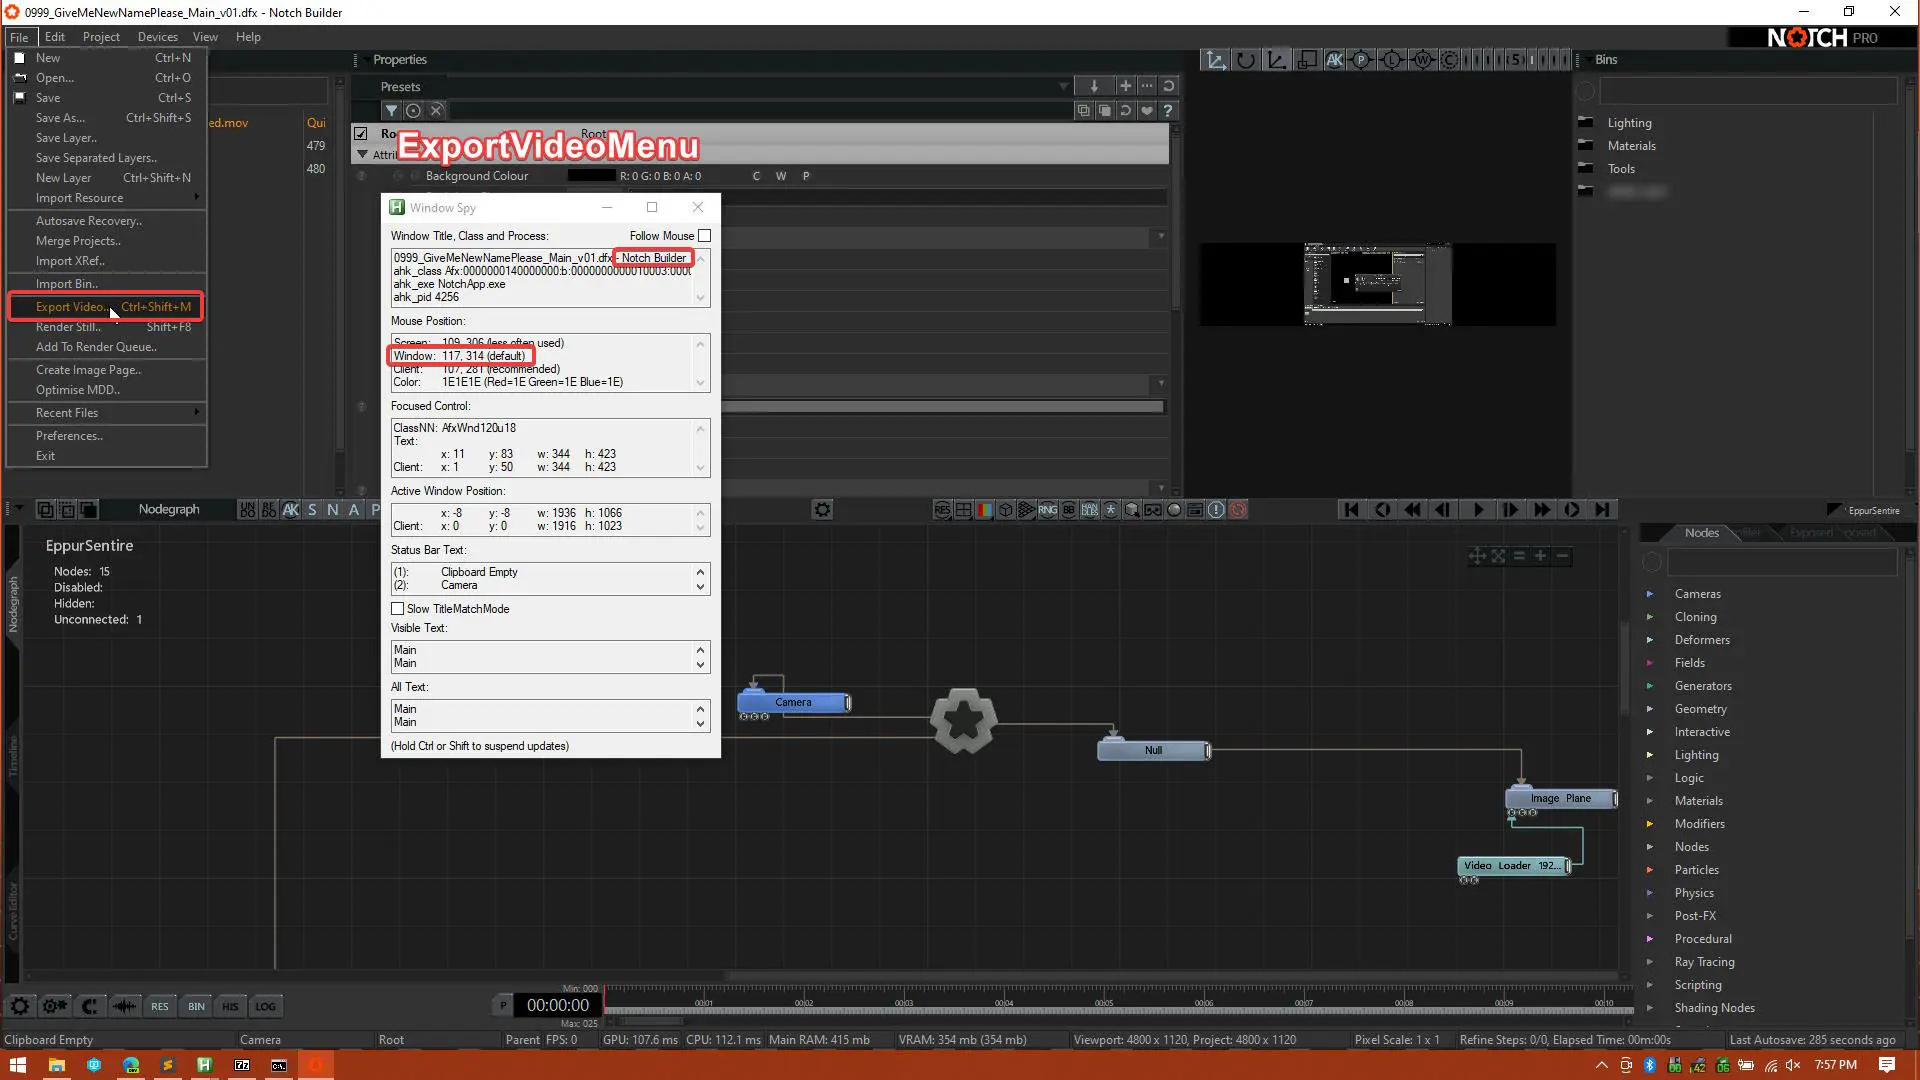 0999_GiveMeNewNamePlease_Main_v01.dfx - Notch Builder
File Edit Project Devices View Help
NOTCH PRO
New Ctrl+N
Open... Ctrl+O
Save Ctrl+S
Save As... Ctrl+Shift+S
Save Layer..
Save Separated Layers..
New Layer Ctrl+Shift+N
Import Resource
Autosave Recovery..
Merge Projects..
Import XRef..
Import Bin..
Export Video.. Ctrl+Shift+M
Render Still.. Shift+F8
Add To Render Queue..
Create Image Page..
Optimise MDD..
Recent Files
Preferences..
Exit
ed.mov Qui
479
480
Properties
Presets
Ro Root
Attri
ExportVideoMenu
Background Colour R: 0 G: 0 B: 0 A: 0 C W P
Window Spy
Window Title, Class and Process: Follow Mouse
0999_GiveMeNewNamePlease_Main_v01.dfx - Notch Builder
ahk_class Afx:0000000140000000:b:0000000000010003:000
ahk_exe NotchApp.exe
ahk_pid 4256
Mouse Position:
Screen: 109, 306 (less often used)
Window: 117, 314 (default)
Client: 107, 281 (recommended)
Color: 1E1E1E (Red=1E Green=1E Blue=1E)
Focused Control:
ClassNN: AfxWnd120u18
Text:
x: 11 y: 83 w: 344 h: 423
Client: x: 1 y: 50 w: 344 h: 423
Active Window Position:
x: -8 y: -8 w: 1936 h: 1066
Client: x: 0 y: 0 w: 1916 h: 1023
Status Bar Text:
(1): Clipboard Empty
(2): Camera
Slow TitleMatchMode
Visible Text:
Main
Main
All Text:
Main
Main
(Hold Ctrl or Shift to suspend updates)
AK P L W C S
Bins
Lighting
Materials
Tools
Nodegraph UN DO RE DO AK S N A P
RES RNG BB
EppurSentire
EppurSentire
Nodes: 15
Disabled:
Hidden:
Unconnected: 1
Nodegraph
Timeline
Curve Editor
Camera
Null
Image Plane
Video Loader 192...
Nodes
Cameras
Cloning
Deformers
Fields
Generators
Geometry
Interactive
Lighting
Logic
Materials
Modifiers
Nodes
Particles
Physics
Post-FX
Procedural
Ray Tracing
Scripting
Shading Nodes
RES BIN HIS LOG
P 00:00:00
Min: 000
Max: 025
00:01 00:02 00:03 00:04 00:05 00:06 00:07 00:08 00:09 00:10
Clipboard Empty Camera Root Parent FPS: 0 GPU: 107.6 ms CPU: 112.1 ms Main RAM: 415 mb VRAM: 354 mb (354 mb) Viewport: 4800 x 1120, Project: 4800 x 1120 Pixel Scale: 1 x 1 Refine Steps: 0/0, Elapsed Time: 00m:00s Last Autosave: 285 seconds ago
7:57 PM